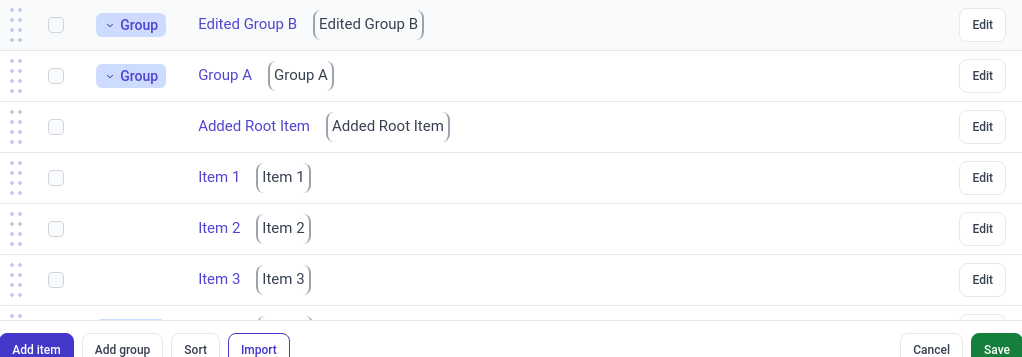 Group Edited Group B Edited Group B Edit
Group Group A Group A Edit
Added Root Item Added Root Item Edit
Item 1 Item 1 Edit
Item 2 Item 2 Edit
Item 3 Item 3 Edit
Add item Add group Sort Import Cancel Save